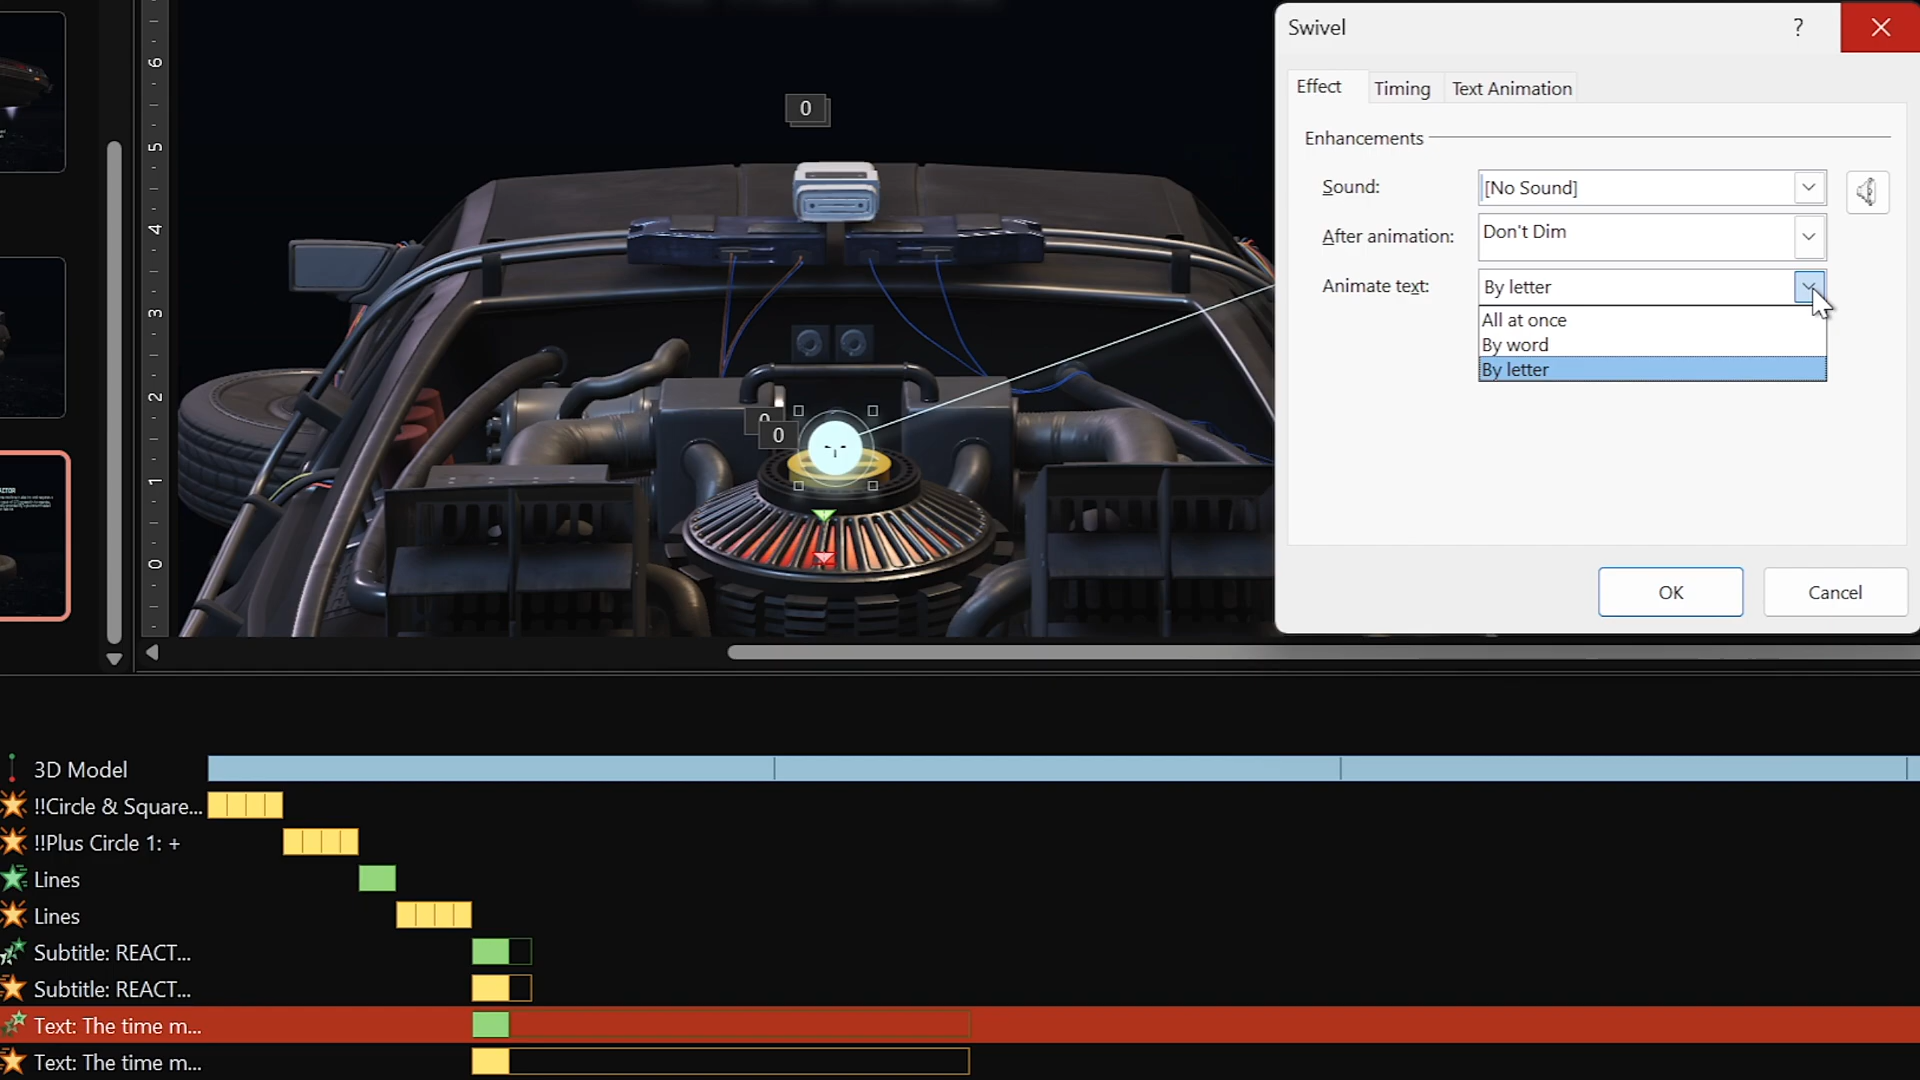 Swivel
?
Effect
Timing
Text Animation
Enhancements
Sound:
[No Sound]
After animation:
Don't Dim
Animate text:
By letter
All at once
By word
By letter
OK
Cancel
6
5
4
3
2
1
0
0
0
0
3D Model
!!Circle & Square...
!!Plus Circle 1: +
Lines
Lines
Subtitle: REACT...
Subtitle: REACT...
Text: The time m...
Text: The time m...